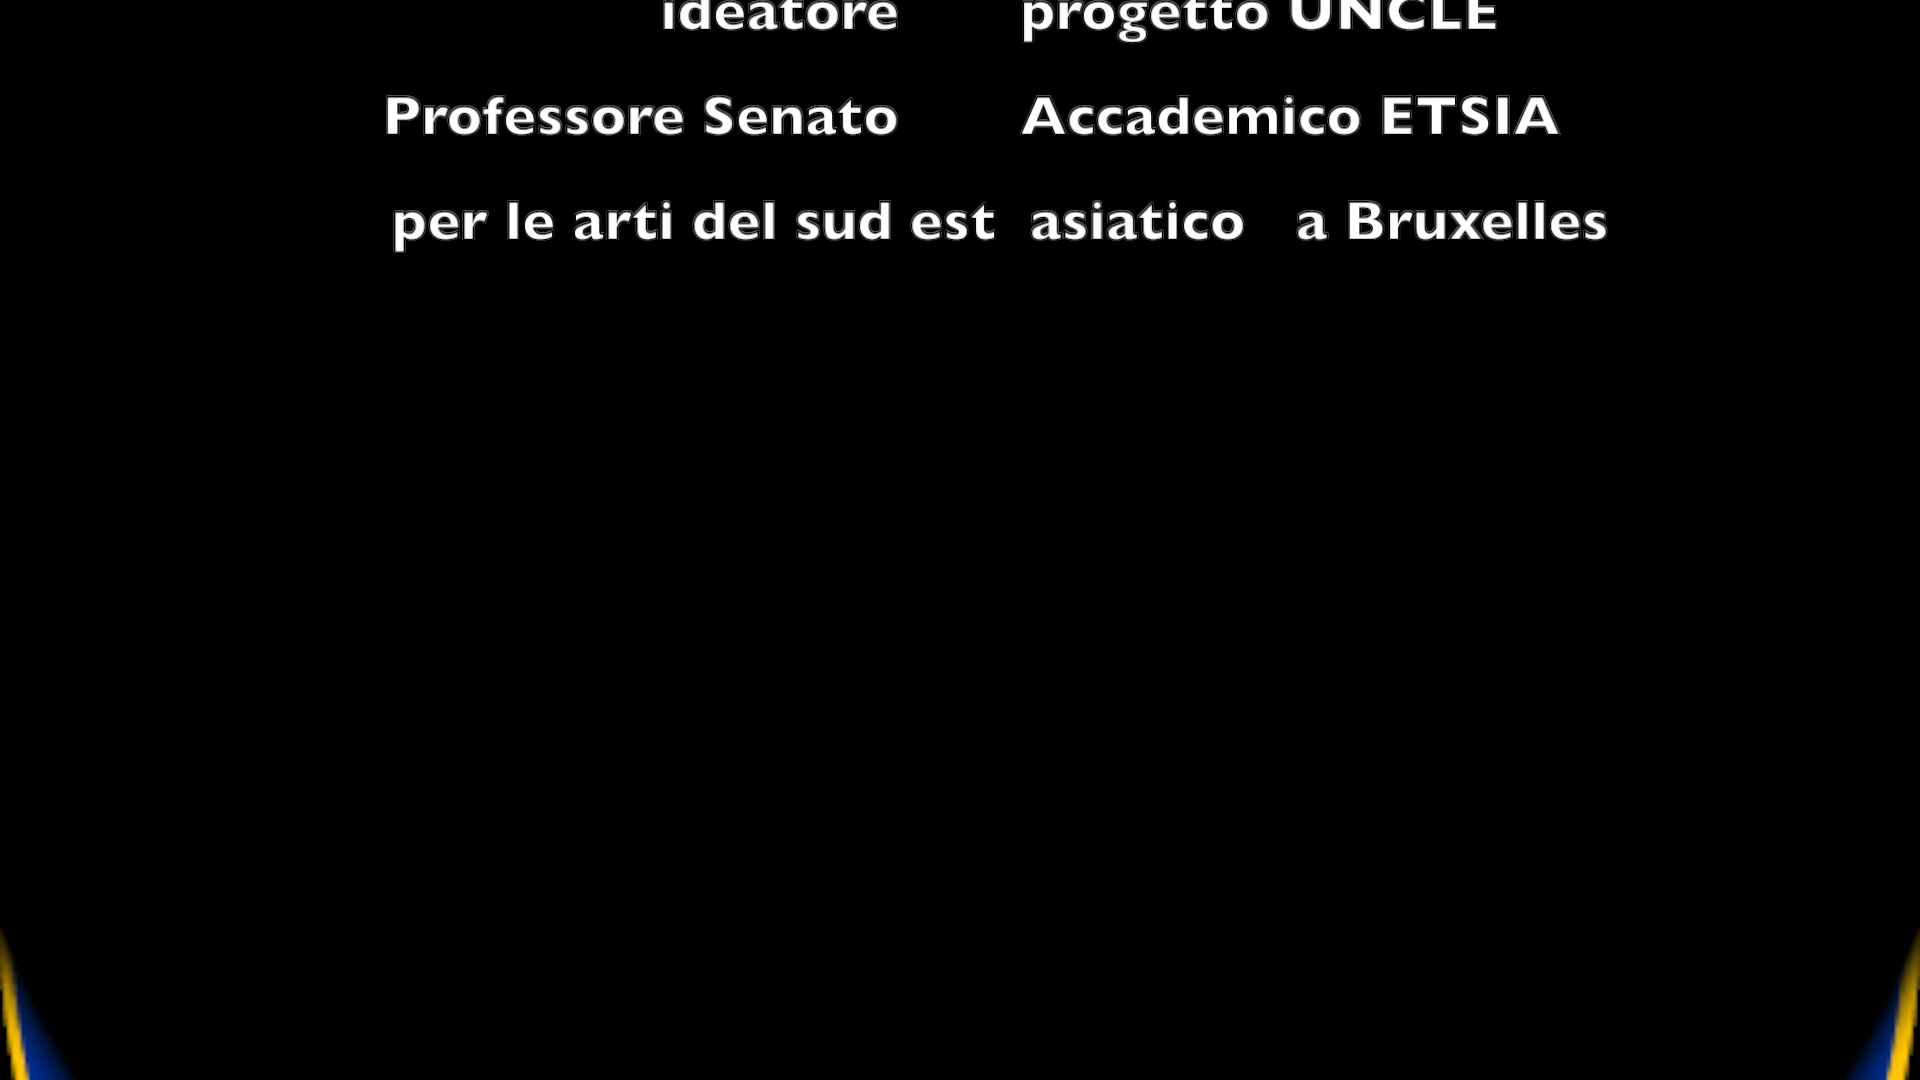 ideatore progetto UNCLE
Professore Senato Accademico ETSIA
per le arti del sud est asiatico a Bruxelles